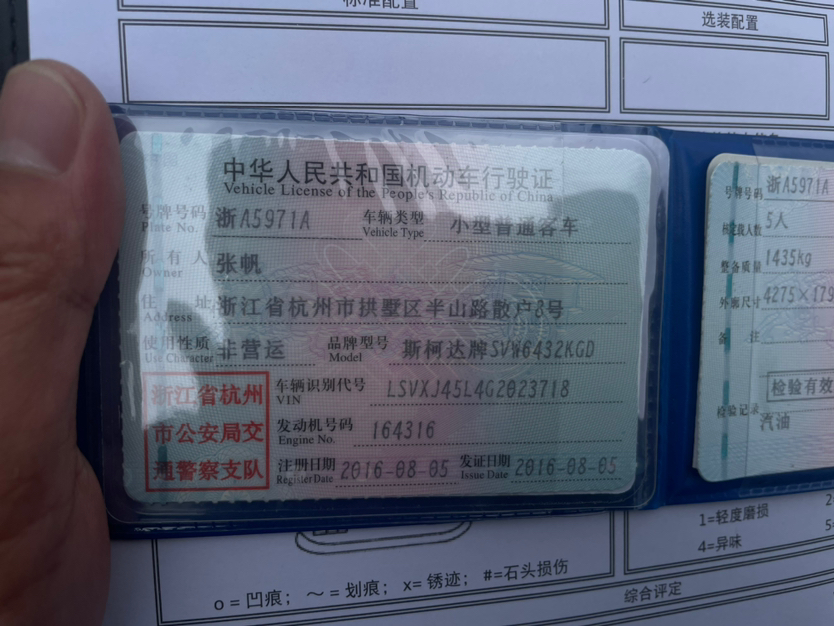 标准配置
选装配置
中华人民共和国机动车行驶证
Vehicle License of the People's Republic of China
号牌号码 浙A5971A 车辆类型 小型普通客车
Plate No. Vehicle Type
所有人 张帆
Owner
住址 浙江省杭州市拱墅区半山路散户8号
Address
使用性质 非营运 品牌型号 斯柯达牌SVW6432KGD
Use Character Model
浙江省杭州
市公安局交
通警察支队
车辆识别代号 LSVXJ45L4G2023718
VIN
发动机号码 164316
Engine No.
注册日期 2016-08-05 发证日期 2016-08-05
Register Date Issue Date
号牌号码 浙A5971A
核定载人数 5人
整备质量 1435kg
外廓尺寸 4275×179
备注
检验有效
检验记录
汽油
1=轻度磨损 2
4=异味 5
o = 凹痕; ～ = 划痕; x= 锈迹; #=石头损伤
综合评定